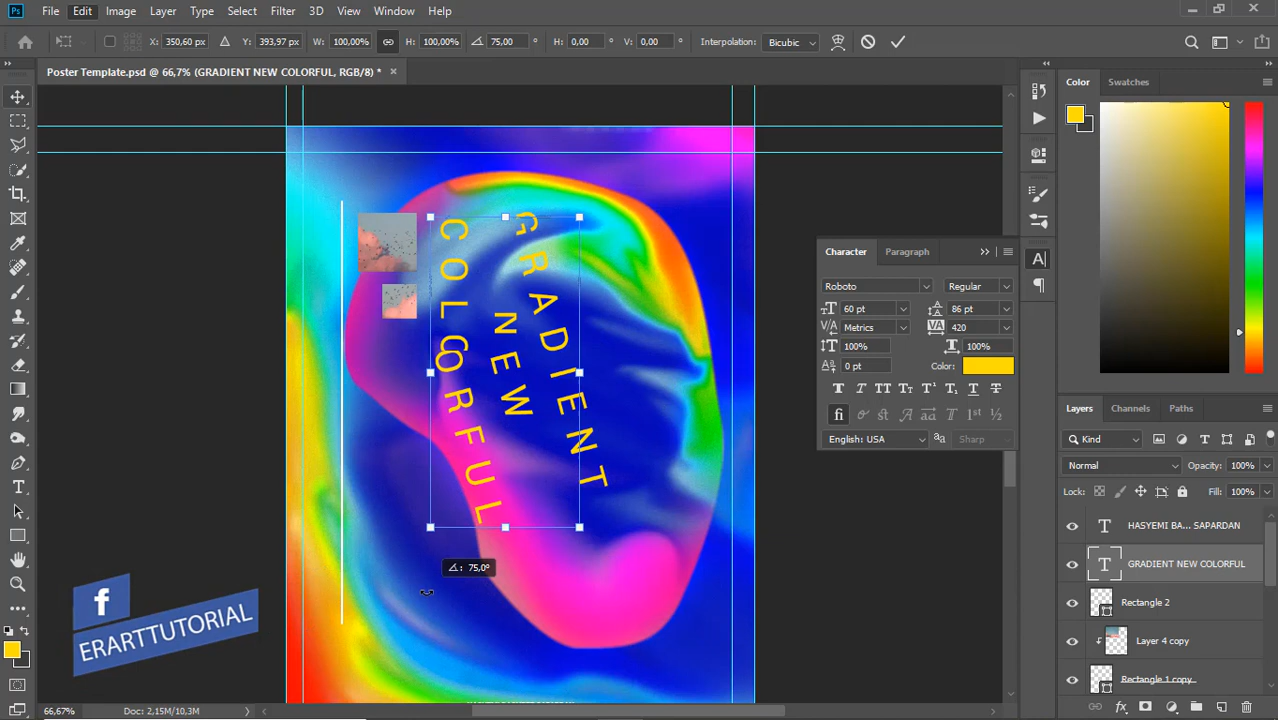 Ps File Edit Image Layer Type Select Filter 3D View Window Help
X: 350,60 px Y: 393,97 px W: 100,00% H: 100,00% 75,00 ° H: 0,00 ° V: 0,00 ° Interpolation: Bicubic
Poster Template.psd @ 66,7% (GRADIENT NEW COLORFUL, RGB/8) *
Color Swatches
GRADIENT
NEW
COLORFUL
75,0°
Character Paragraph
Roboto Regular
60 pt 86 pt
Metrics 420
100% 100%
0 pt Color:
English: USA Sharp
Layers Channels Paths
Kind
Normal Opacity: 100%
Lock: Fill: 100%
HASYEMI BA... SAPARDAN
GRADIENT NEW COLORFUL
Rectangle 2
Layer 4 copy
Rectangle 1 copy
f
ERARTTUTORIAL
66,67% Doc: 2,15M/10,3M